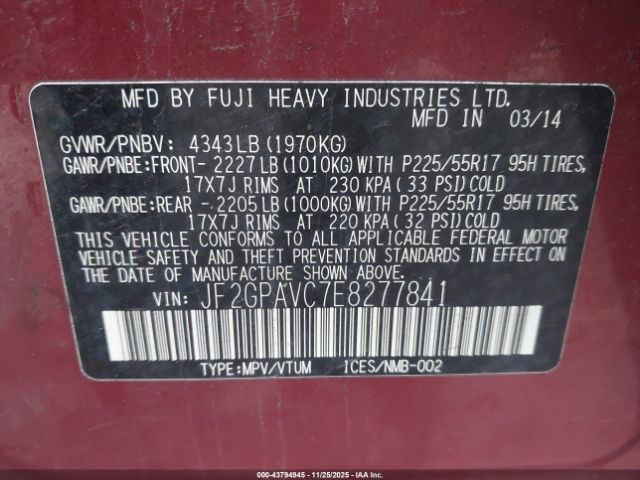 MFD BY FUJI HEAVY INDUSTRIES LTD.
03/14
GVWR/PNBV: 4343LB(1970KG)
GAWR/PNBE:FRONT- 2227LB(1010KG)WITH P225/55R17 95H TIRES,
17X7J RIMS AT 230 KPA( 33 PSI)COLD
GAWR/PNBE:REAR - 2205LB(1000KG)WITH P225/55R17 95H TIRES,
17X7J RIMS AT 220 KPA( 32 PSI)COLD
THIS VEHICLE CONFORMS TO ALL APPLICABLE FEDERAL MOTOR
VEHICLE SAFETY AND THEFT PREVENTION STANDARDS IN EFFECT ON
THE DATE OF MANUFACTURE SHOWN ABOVE.
VIN: JF2GPAVC7E8277841
TYPE:MPV/VTUM ICES/NMB-002
000-43794945 - 11/25/2025 - IAA Inc.